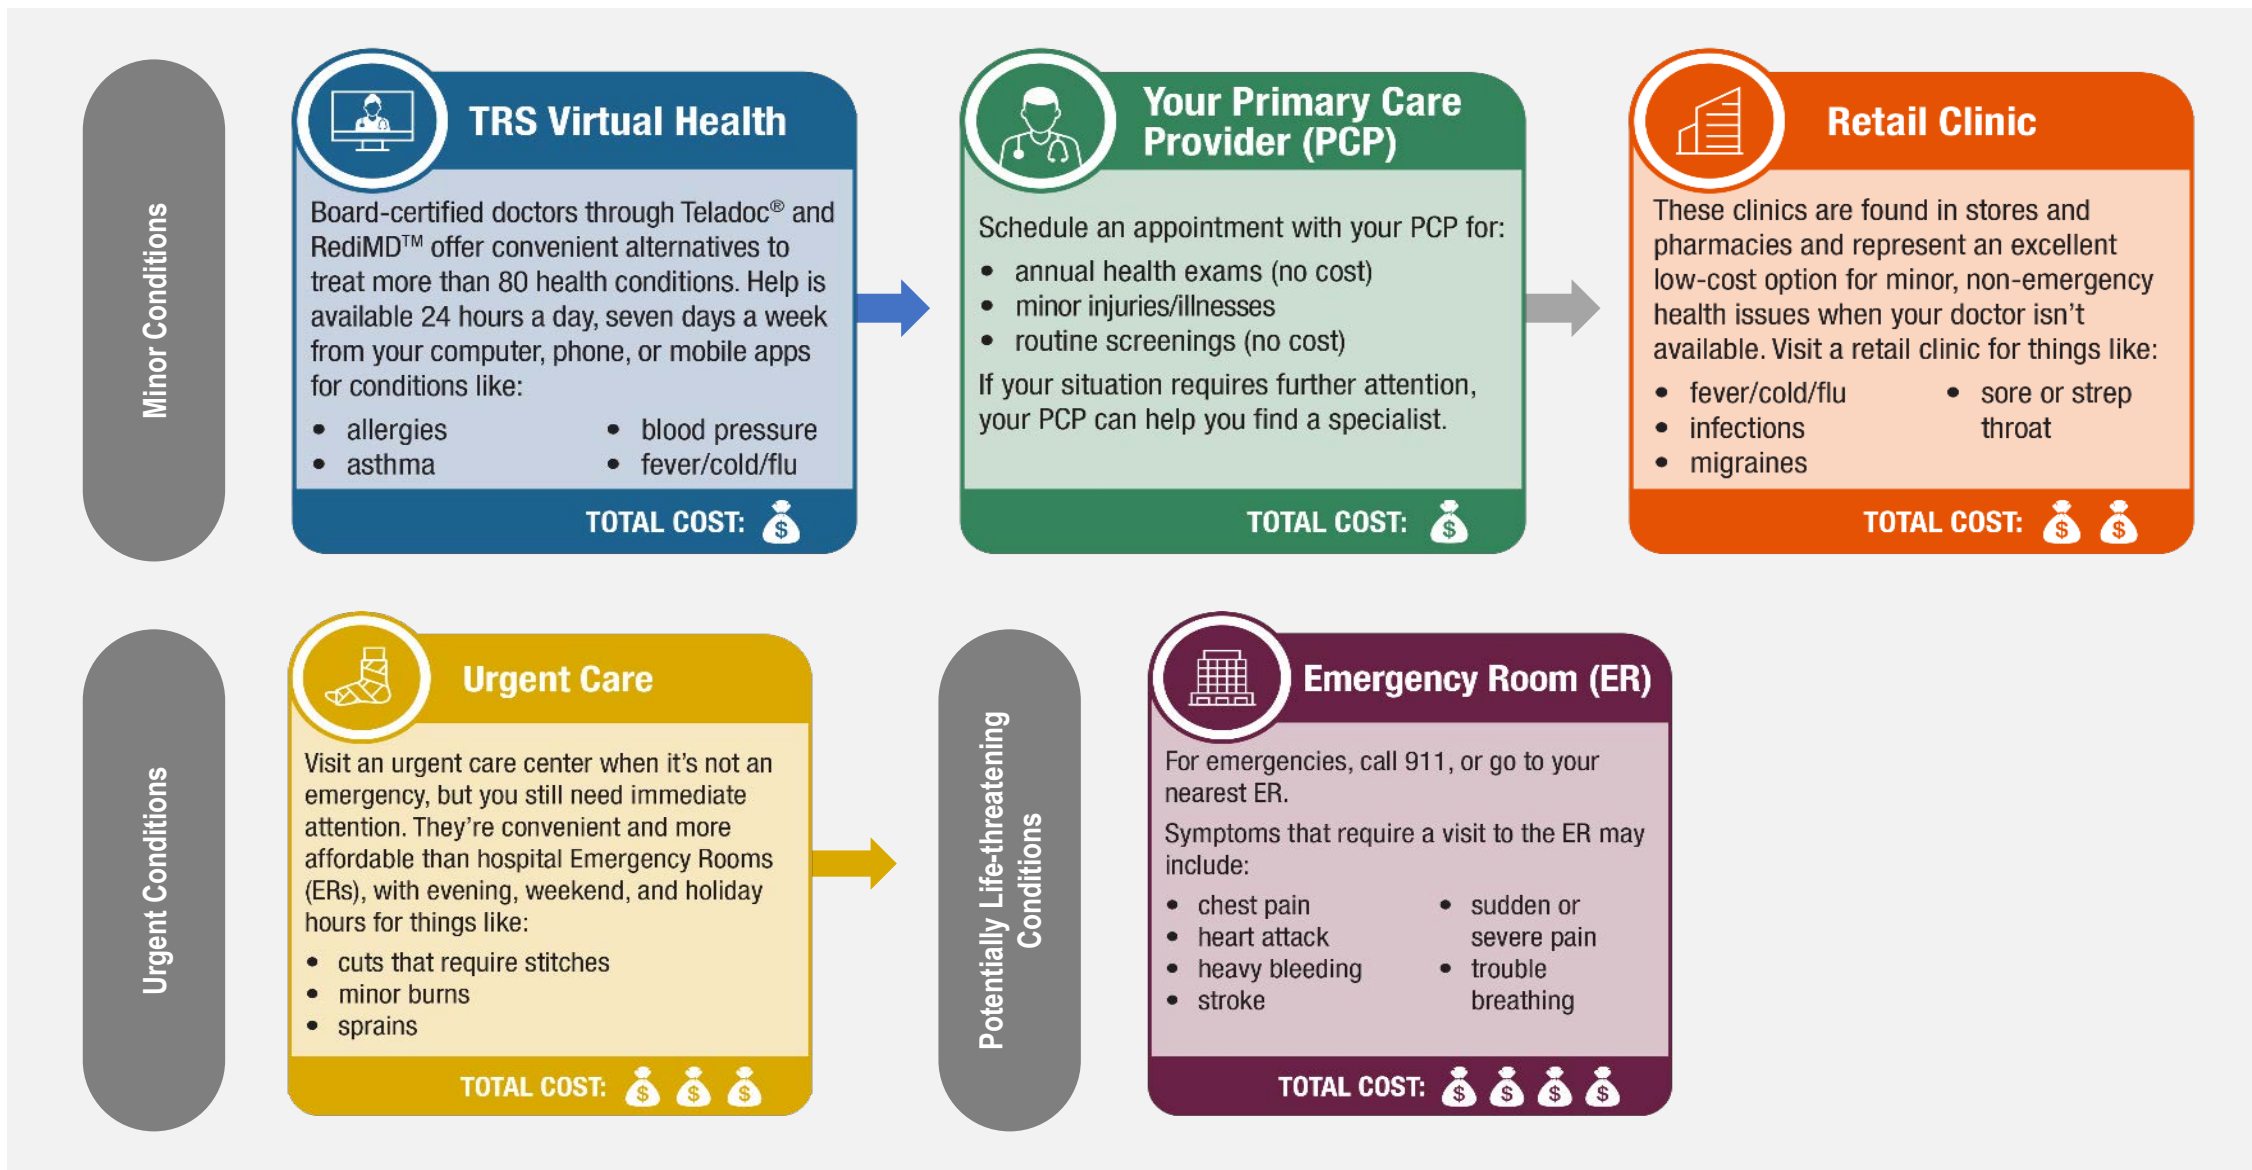 Minor Conditions
TRS Virtual Health
Board-certified doctors through Teladoc® and
RediMD™ offer convenient alternatives to
treat more than 80 health conditions. Help is
available 24 hours a day, seven days a week
from your computer, phone, or mobile apps
for conditions like:
• allergies
• asthma
• blood pressure
• fever/cold/flu
TOTAL COST: $
Your Primary Care
Provider (PCP)
Schedule an appointment with your PCP for:
• annual health exams (no cost)
• minor injuries/illnesses
• routine screenings (no cost)
If your situation requires further attention,
your PCP can help you find a specialist.
TOTAL COST: $
Retail Clinic
These clinics are found in stores and
pharmacies and represent an excellent
low-cost option for minor, non-emergency
health issues when your doctor isn't
available. Visit a retail clinic for things like:
• fever/cold/flu
• infections
• migraines
• sore or strep
throat
TOTAL COST: $ $
Urgent Conditions
Urgent Care
Visit an urgent care center when it's not an
emergency, but you still need immediate
attention. They're convenient and more
affordable than hospital Emergency Rooms
(ERs), with evening, weekend, and holiday
hours for things like:
• cuts that require stitches
• minor burns
• sprains
TOTAL COST: $ $ $
Potentially Life-threatening
Conditions
Emergency Room (ER)
For emergencies, call 911, or go to your
nearest ER.
Symptoms that require a visit to the ER may
include:
• chest pain
• heart attack
• heavy bleeding
• stroke
• sudden or
severe pain
• trouble
breathing
TOTAL COST: $ $ $ $